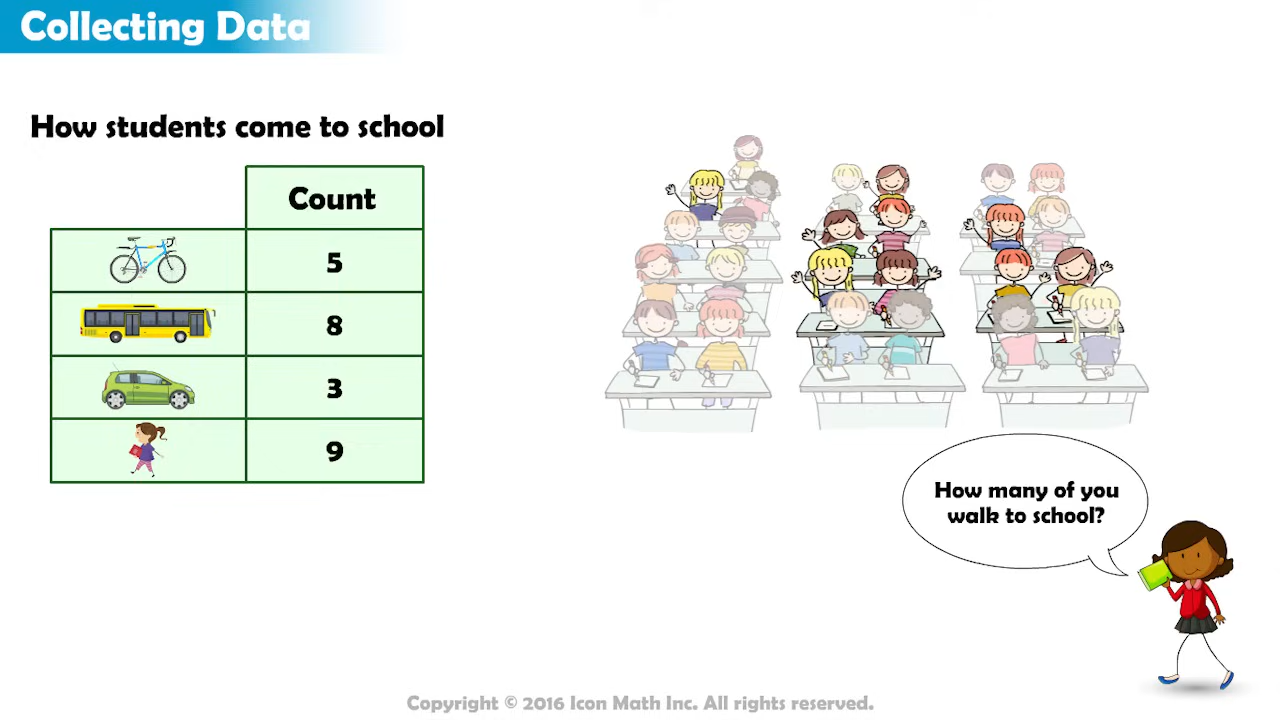 Collecting Data
How students come to school
Count
5
8
3
9
How many of you
walk to school?
Copyright © 2016 Icon Math Inc. All rights reserved.